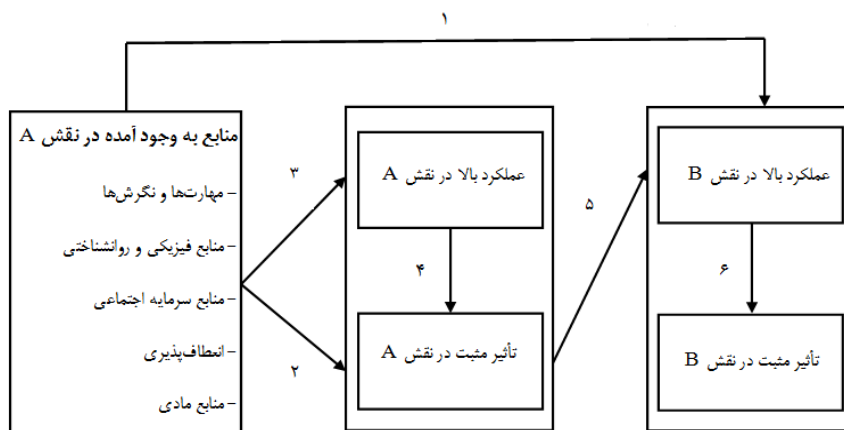 ۱
منابع به وجود آمده در نقش A
- مهارت‌ها و نگرش‌ها
- منابع فیزیکی و روانشناختی
- منابع سرمایه اجتماعی
- انعطاف‌پذیری
- منابع مادی
۳
۲
عملکرد بالا در نقش A
۴
تأثیر مثبت در نقش A
۵
عملکرد بالا در نقش B
۶
تأثیر مثبت در نقش B